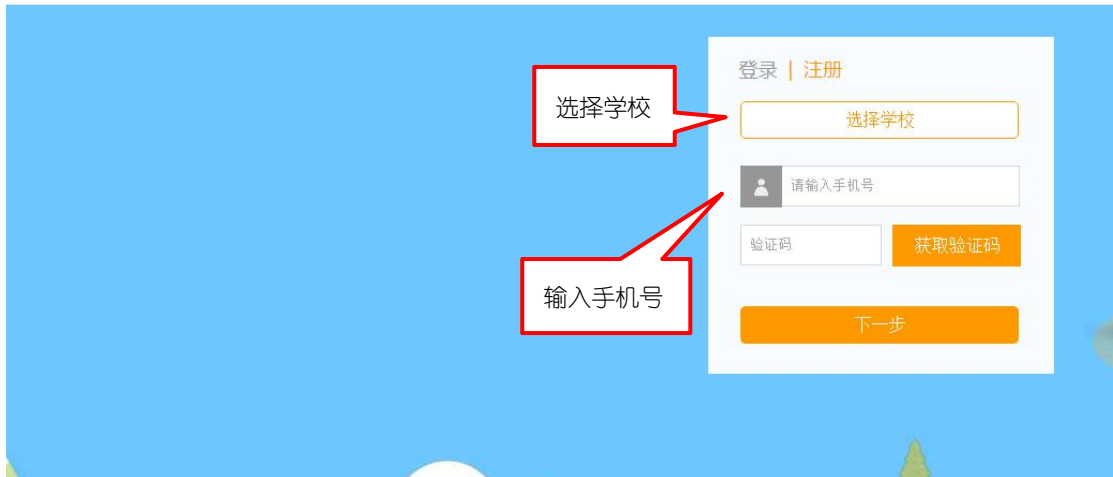 登录 | 注册
选择学校
选择学校
请输入手机号
验证码 获取验证码
输入手机号
下一步